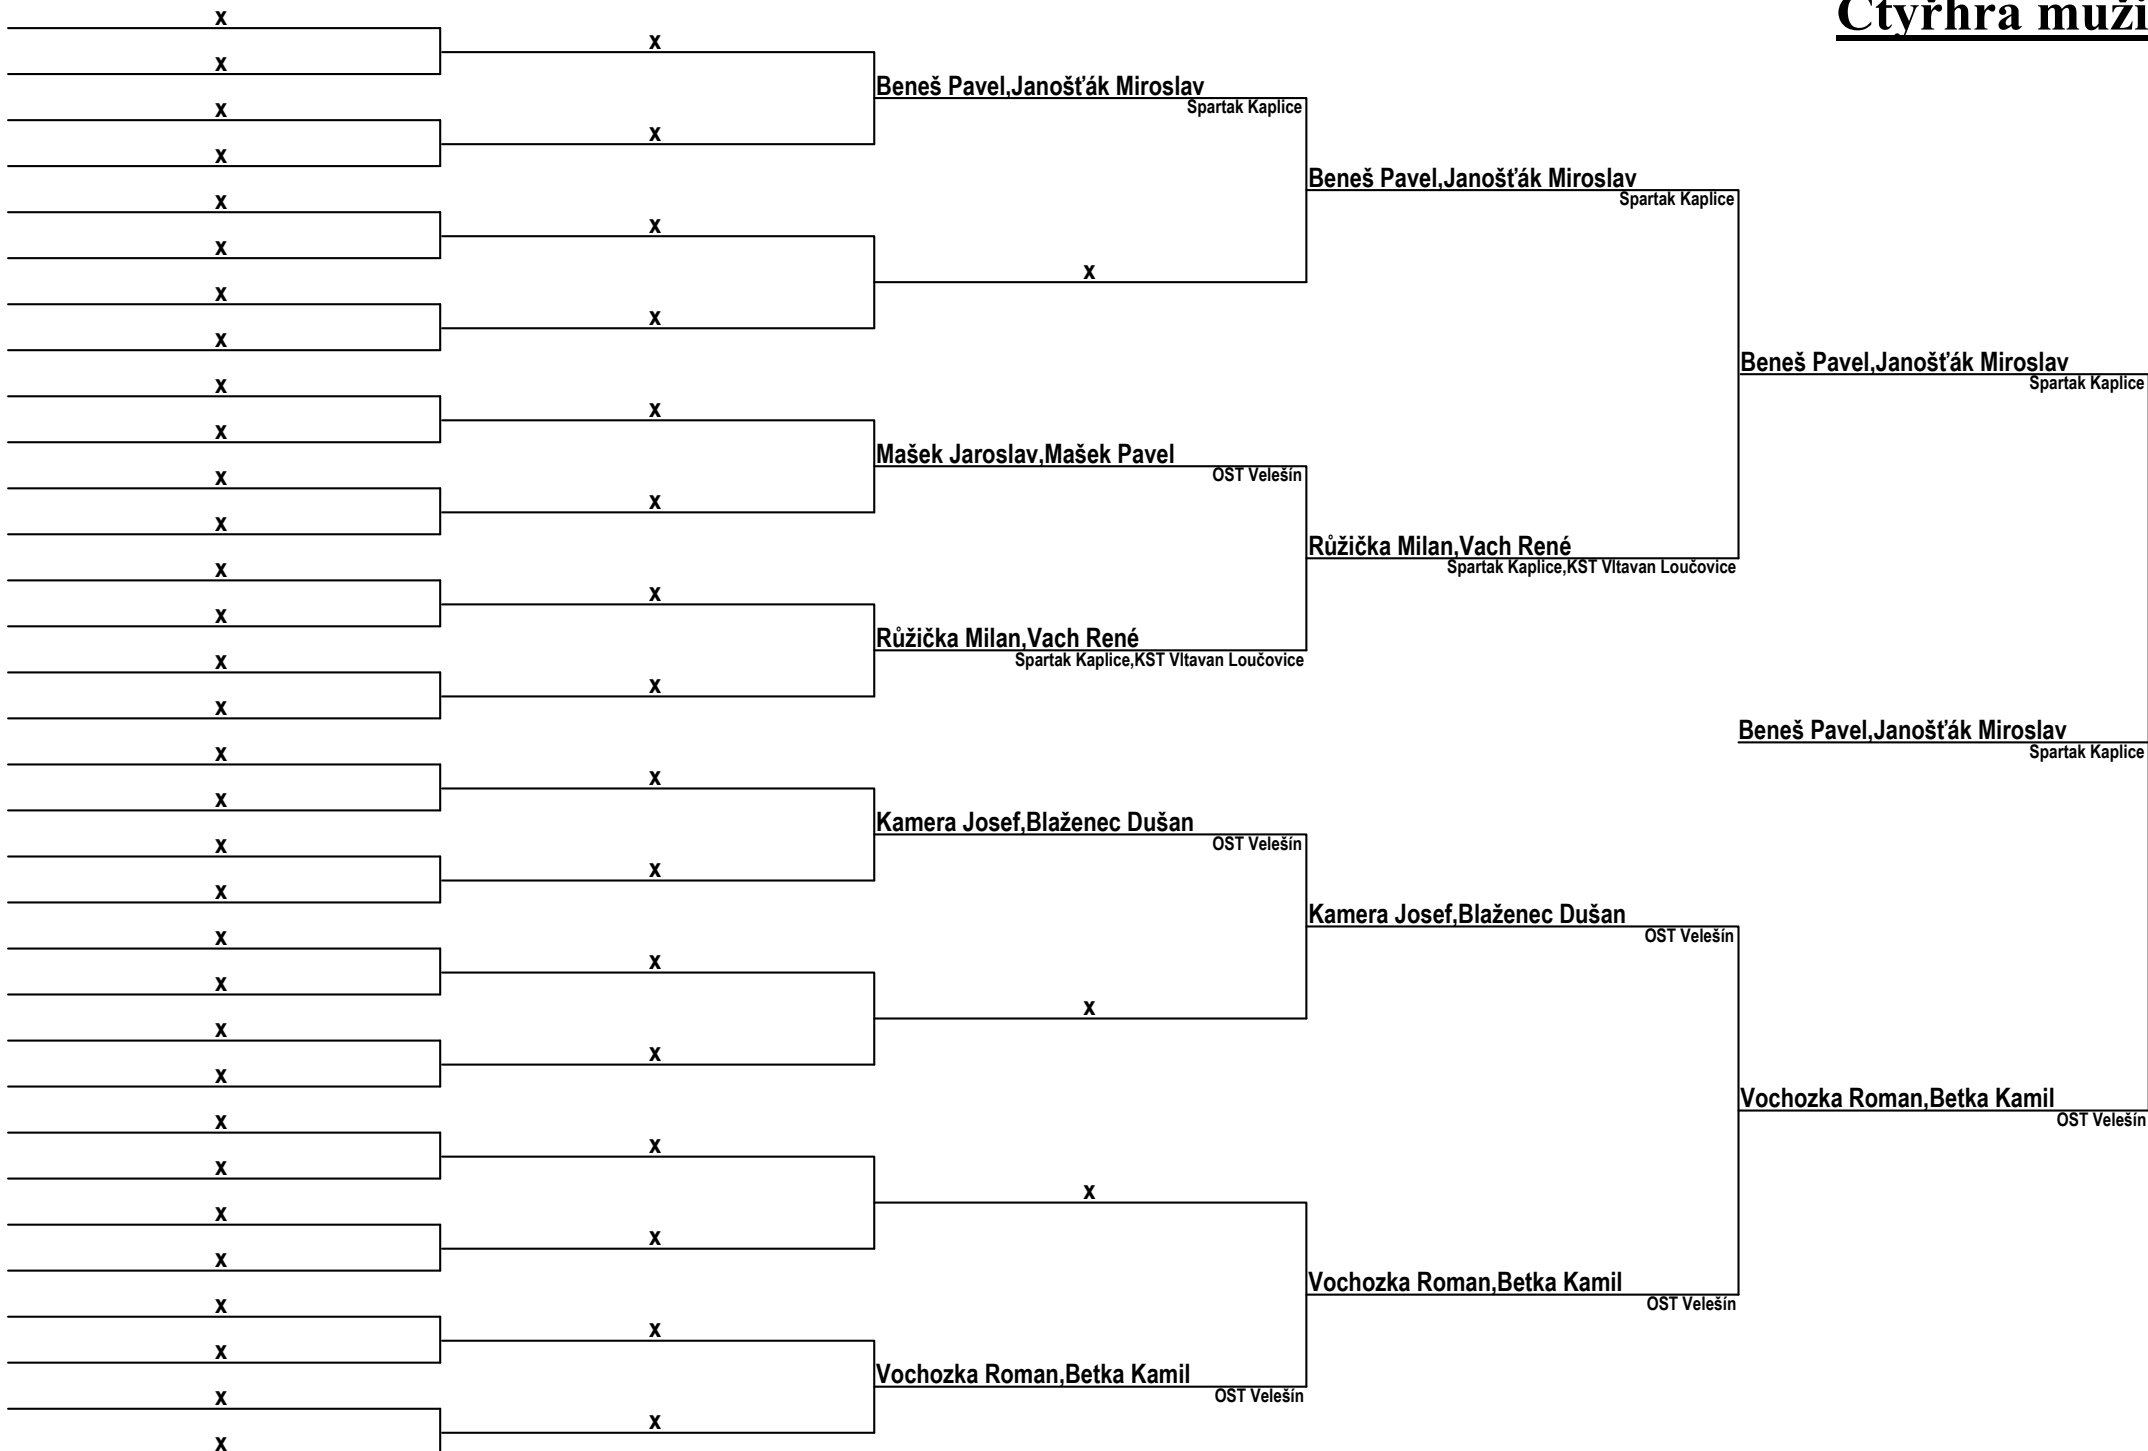 Čtyřhra muži
x
x
x
Beneš Pavel,Janošťák Miroslav
Spartak Kaplice
x
x
x
Beneš Pavel,Janošťák Miroslav
Spartak Kaplice
x
x
x
x
x
x
x
Beneš Pavel,Janošťák Miroslav
Spartak Kaplice
x
x
x
Mašek Jaroslav,Mašek Pavel
OST Velešín
x
x
x
Růžička Milan,Vach René
Spartak Kaplice,KST Vltavan Loučovice
x
x
x
Růžička Milan,Vach René
Spartak Kaplice,KST Vltavan Loučovice
x
x
x
Beneš Pavel,Janošťák Miroslav
Spartak Kaplice
x
x
x
Kamera Josef,Blaženec Dušan
OST Velešín
x
x
x
Kamera Josef,Blaženec Dušan
OST Velešín
x
x
x
x
x
x
x
Vochozka Roman,Betka Kamil
OST Velešín
x
x
x
x
x
x
x
Vochozka Roman,Betka Kamil
OST Velešín
x
x
x
Vochozka Roman,Betka Kamil
OST Velešín
x
x
x